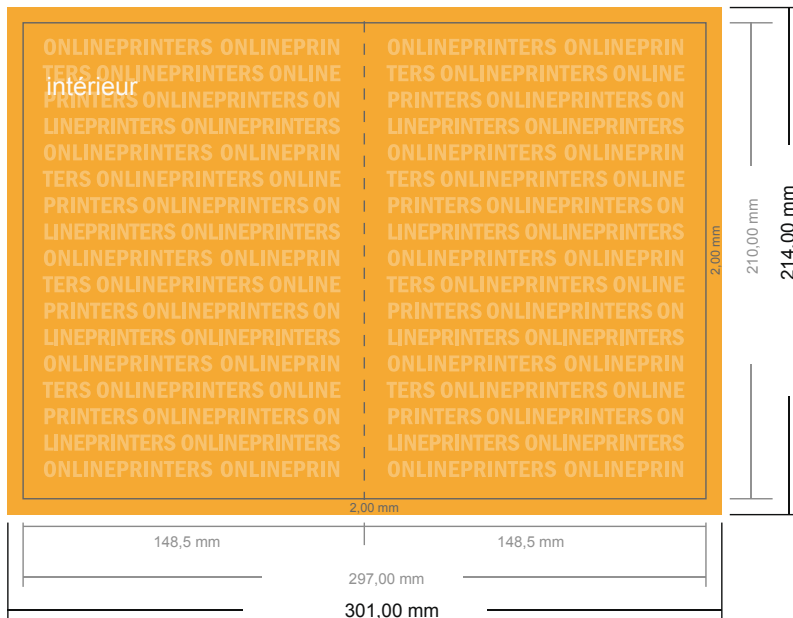 ONLINEPRINTERS ONLINEPRIN
TERS ONLINEPRINTERS ONLINE
intérieur
PRINTERS ONLINEPRINTERS ON
LINEPRINTERS ONLINEPRINTERS
ONLINEPRINTERS ONLINEPRIN
TERS ONLINEPRINTERS ONLINE
PRINTERS ONLINEPRINTERS ON
LINEPRINTERS ONLINEPRINTERS
ONLINEPRINTERS ONLINEPRIN
TERS ONLINEPRINTERS ONLINE
PRINTERS ONLINEPRINTERS ON
LINEPRINTERS ONLINEPRINTERS
ONLINEPRINTERS ONLINEPRIN
TERS ONLINEPRINTERS ONLINE
PRINTERS ONLINEPRINTERS ON
LINEPRINTERS ONLINEPRINTERS
ONLINEPRINTERS ONLINEPRIN
ONLINEPRINTERS ONLINEPRIN
TERS ONLINEPRINTERS ONLINE
PRINTERS ONLINEPRINTERS ON
LINEPRINTERS ONLINEPRINTERS
ONLINEPRINTERS ONLINEPRIN
TERS ONLINEPRINTERS ONLINE
PRINTERS ONLINEPRINTERS ON
LINEPRINTERS ONLINEPRINTERS
ONLINEPRINTERS ONLINEPRIN
TERS ONLINEPRINTERS ONLINE
PRINTERS ONLINEPRINTERS ON
LINEPRINTERS ONLINEPRINTERS
ONLINEPRINTERS ONLINEPRIN
TERS ONLINEPRINTERS ONLINE
PRINTERS ONLINEPRINTERS ON
LINEPRINTERS ONLINEPRINTERS
ONLINEPRINTERS ONLINEPRIN
2,00 mm
210,00 mm
214,00 mm
2,00 mm
148,5 mm
148,5 mm
297,00 mm
301,00 mm